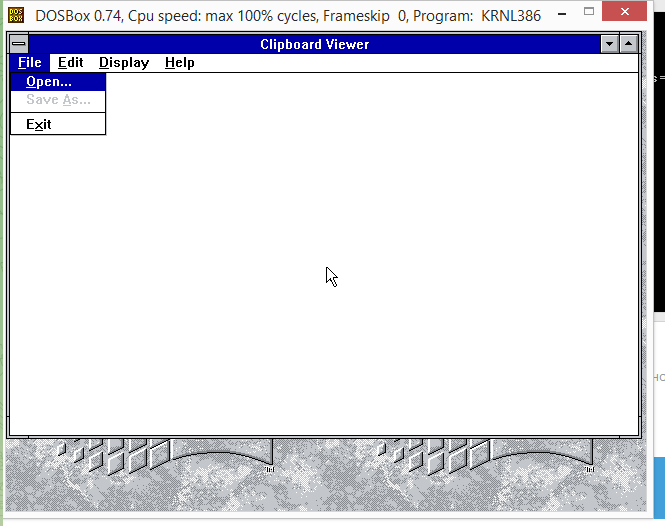 DOSBox 0.74, Cpu speed: max 100% cycles, Frameskip 0, Program: KRNL386
Clipboard Viewer
File Edit Display Help
Open...
Save As...
Exit